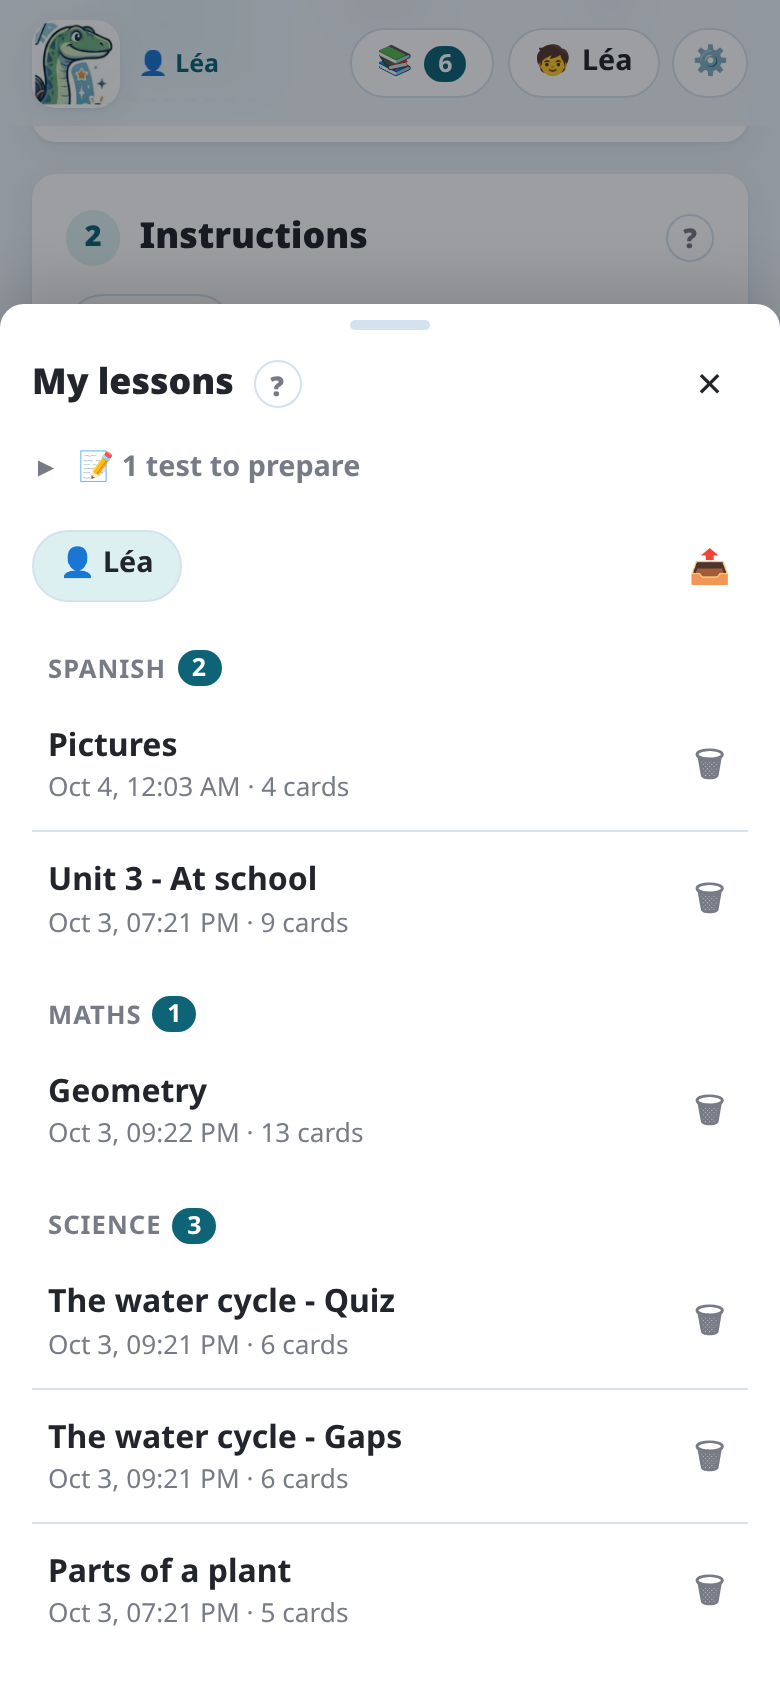 Léa
6
Léa
2 Instructions ?
My lessons ?
1 test to prepare
Léa
SPANISH 2
Pictures
Oct 4, 12:03 AM · 4 cards
Unit 3 - At school
Oct 3, 07:21 PM · 9 cards
MATHS 1
Geometry
Oct 3, 09:22 PM · 13 cards
SCIENCE 3
The water cycle - Quiz
Oct 3, 09:21 PM · 6 cards
The water cycle - Gaps
Oct 3, 09:21 PM · 6 cards
Parts of a plant
Oct 3, 07:21 PM · 5 cards